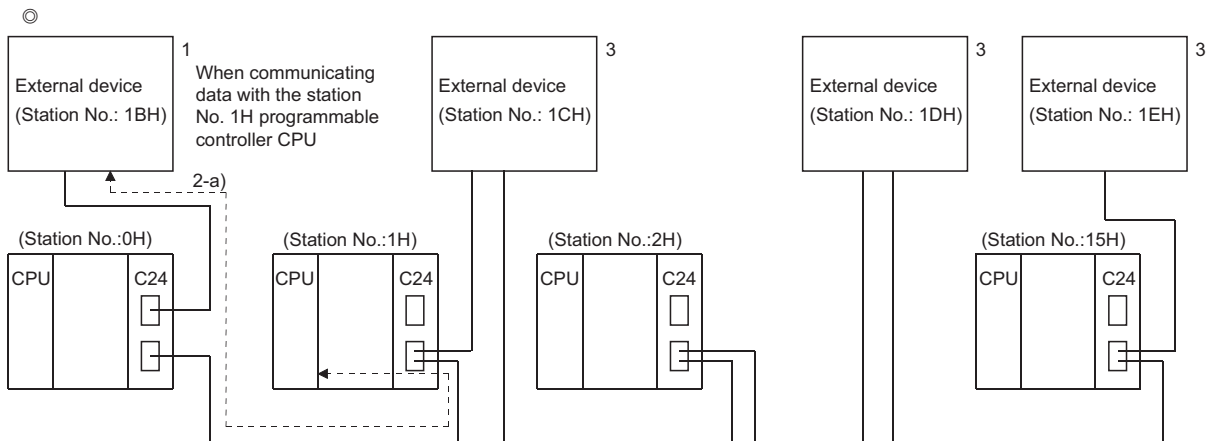 ◎
1
External device
(Station No.: 1BH)
When communicating
data with the station
No. 1H programmable
controller CPU
3
External device
(Station No.: 1CH)
3
External device
(Station No.: 1DH)
3
External device
(Station No.: 1EH)
2-a)
(Station No.:0H)
CPU
C24
(Station No.:1H)
CPU
C24
(Station No.:2H)
CPU
C24
(Station No.:15H)
CPU
C24